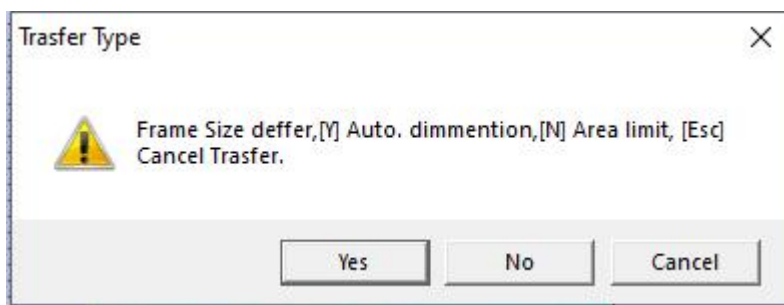 Trasfer Type
Frame Size deffer,[Y] Auto. dimmention,[N] Area limit, [Esc]
Cancel Trasfer.
Yes No Cancel